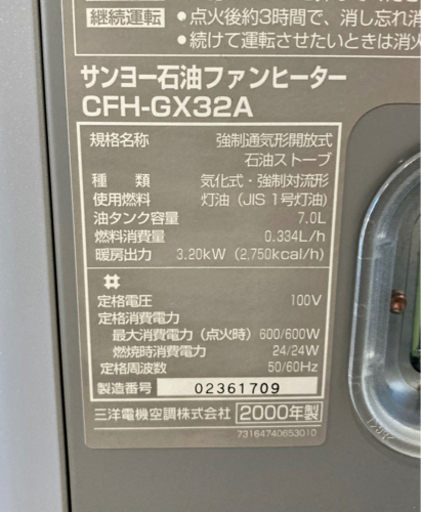 継続運転 ●点火後約3時間で、消し忘れ消
●続けて運転させたいときは消火
サンヨー石油ファンヒーター
CFH-GX32A
規格名称 強制通気形開放式
石油ストーブ
種類 気化式・強制対流形
使用燃料 灯油(JIS 1号灯油)
油タンク容量 7.0L
燃料消費量 0.334L/h
暖房出力 3.20kW (2,750kcal/h)
定格電圧 100V
定格消費電力
最大消費電力(点火時) 600/600W
燃焼時消費電力 24/24W
定格周波数 50/60Hz
製造番号 02361709
三洋電機空調株式会社 2000年製
73164740653010